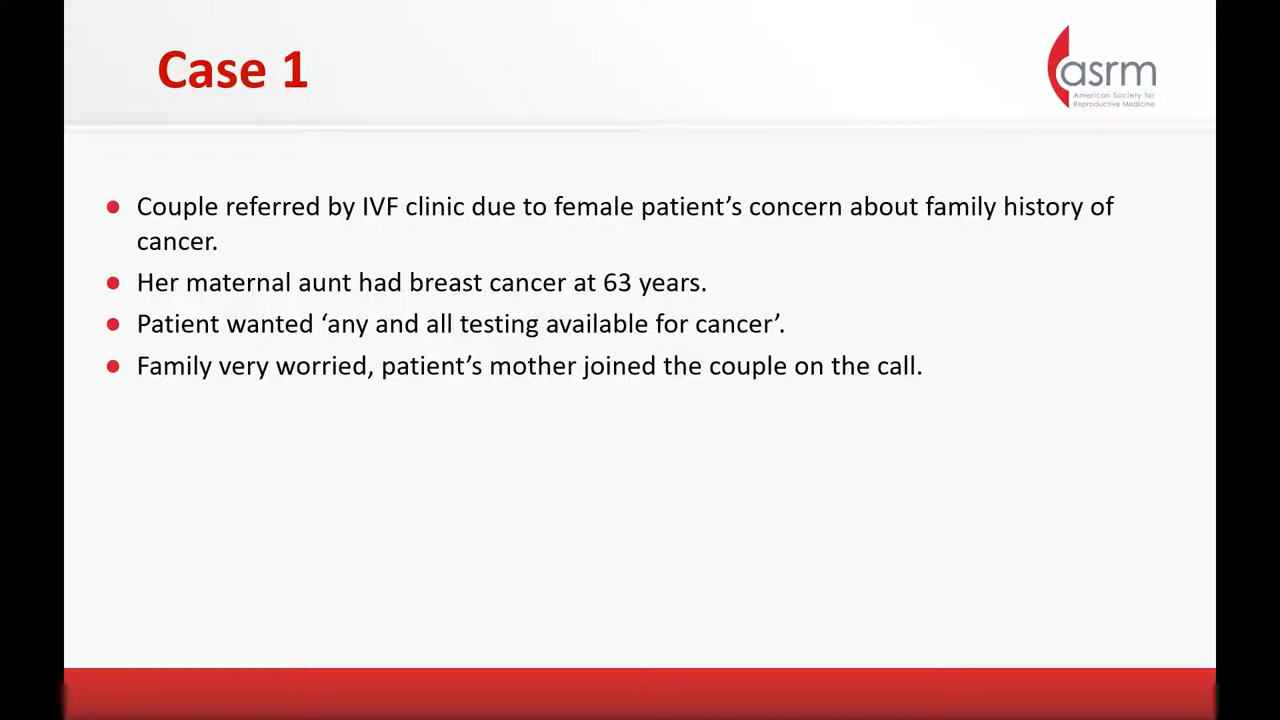 Case 1
asrm
American Society for
Reproductive Medicine
• Couple referred by IVF clinic due to female patient’s concern about family history of
cancer.
• Her maternal aunt had breast cancer at 63 years.
• Patient wanted ‘any and all testing available for cancer’.
• Family very worried, patient’s mother joined the couple on the call.